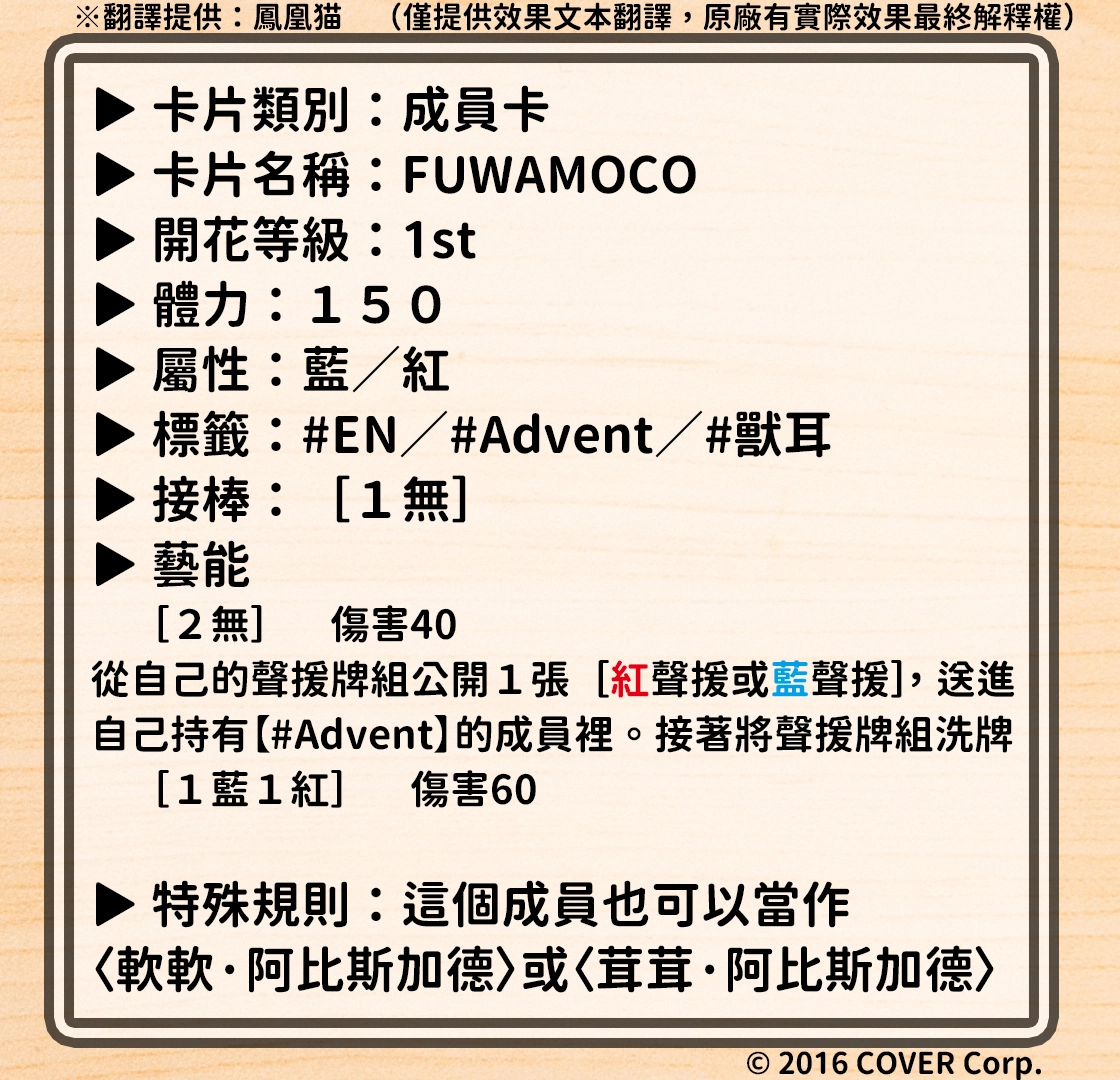 ※翻譯提供：鳳凰猫　（僅提供效果文本翻譯，原廠有實際效果最終解釋權）
▶ 卡片類別：成員卡
▶ 卡片名稱：FUWAMOCO
▶ 開花等級：1st
▶ 體力：１５０
▶ 屬性：藍／紅
▶ 標籤：#EN／#Advent／#獸耳
▶ 接棒：［１無］
▶ 藝能
［２無］　傷害40
從自己的聲援牌組公開１張［紅聲援或藍聲援］，送進
自己持有【#Advent】的成員裡。接著將聲援牌組洗牌
［１藍１紅］　傷害60
▶ 特殊規則：這個成員也可以當作
〈軟軟·阿比斯加德〉或〈茸茸·阿比斯加德〉
© 2016 COVER Corp.